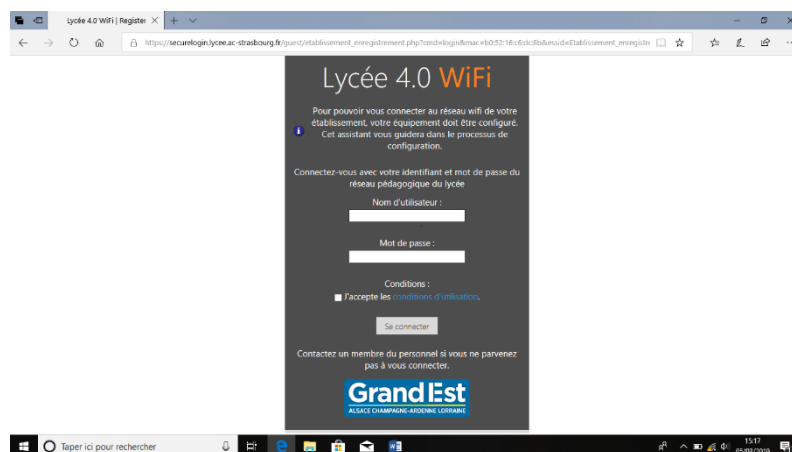 Lycée 4.0 WiFi | Register
https://securelogin.lycee.ac-strasbourg.fr/guest/etablissement_enregistrement.php?cmd=login&mac=b0:52:16:c6:dc:8b&essid=Etablissement_enregistr
Lycée 4.0 WiFi
Pour pouvoir vous connecter au réseau wifi de votre
établissement, votre équipement doit être configuré.
Cet assistant vous guidera dans le processus de
configuration.
Connectez-vous avec votre identifiant et mot de passe du
réseau pédagogique du lycée
Nom d'utilisateur :
Mot de passe :
Conditions :
J'accepte les conditions d'utilisation.
Se connecter
Contactez un membre du personnel si vous ne parvenez
pas à vous connecter.
Grand Est
ALSACE CHAMPAGNE-ARDENNE LORRAINE
Taper ici pour rechercher
15:17
05/02/2019